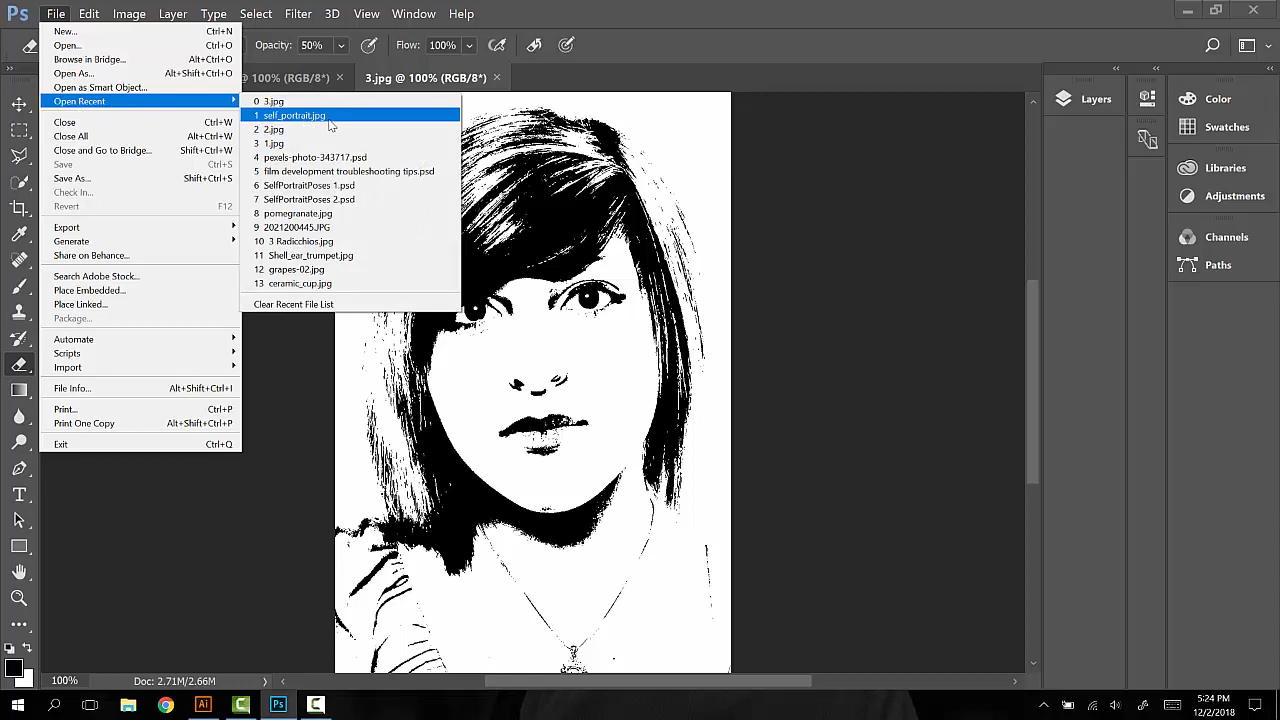 Ps File Edit Image Layer Type Select Filter 3D View Window Help
Opacity: 50% Flow: 100%
@ 100% (RGB/8*) × 3.jpg @ 100% (RGB/8*) ×
New... Ctrl+N
Open... Ctrl+O
Browse in Bridge... Alt+Ctrl+O
Open As... Alt+Shift+Ctrl+O
Open as Smart Object...
Open Recent
Close Ctrl+W
Close All Alt+Ctrl+W
Close and Go to Bridge... Shift+Ctrl+W
Save Ctrl+S
Save As... Shift+Ctrl+S
Check In...
Revert F12
Export
Generate
Share on Behance...
Search Adobe Stock...
Place Embedded...
Place Linked...
Package...
Automate
Scripts
Import
File Info... Alt+Shift+Ctrl+I
Print... Ctrl+P
Print One Copy Alt+Shift+Ctrl+P
Exit Ctrl+Q
0 3.jpg
1 self_portrait.jpg
2 2.jpg
3 1.jpg
4 pexels-photo-343717.psd
5 film development troubleshooting tips.psd
6 SelfPortraitPoses 1.psd
7 SelfPortraitPoses 2.psd
8 pomegranate.jpg
9 2021200445.JPG
10 3 Radicchios.jpg
11 Shell_ear_trumpet.jpg
12 grapes-02.jpg
13 ceramic_cup.jpg
Clear Recent File List
Layers
Color
Swatches
Libraries
Adjustments
Channels
Paths
T
100% Doc: 2.71M/2.66M
Ai C Ps C
5:24 PM
12/2/2018